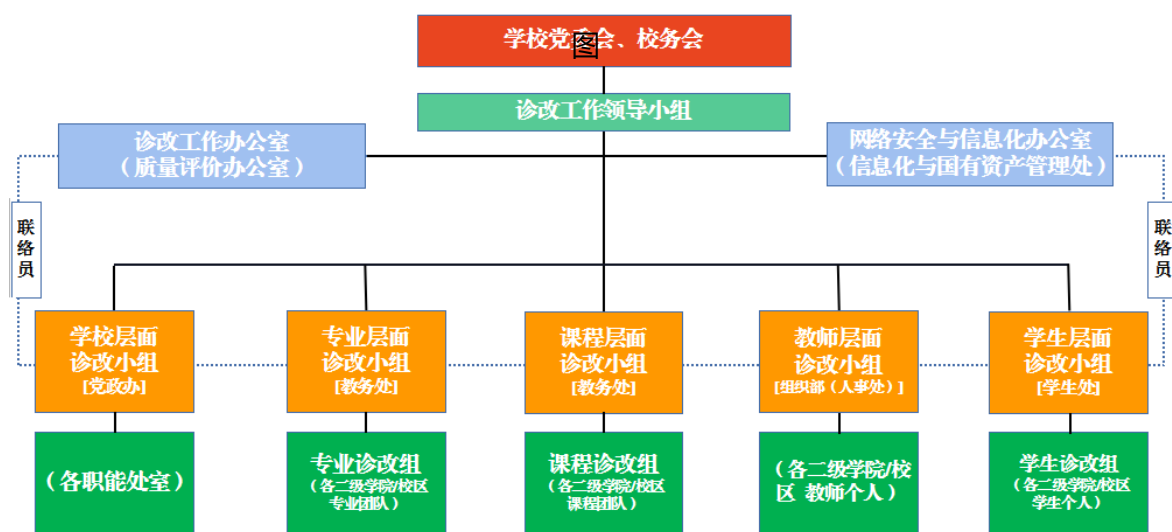 学校党委会、校务会
图
诊改工作领导小组
诊改工作办公室
（质量评价办公室）
网络安全与信息化办公室
（信息化与国有资产管理处）
联
络
员
联
络
员
学校层面
诊改小组
[党政办]
专业层面
诊改小组
[教务处]
课程层面
诊改小组
[教务处]
教师层面
诊改小组
[组织部（人事处）]
学生层面
诊改小组
[学生处]
（各职能处室）
专业诊改组
（各二级学院/校区
专业团队）
课程诊改组
（各二级学院/校区
课程团队）
（各二级学院/校
区 教师个人）
学生诊改组
（各二级学院/校区
学生个人）